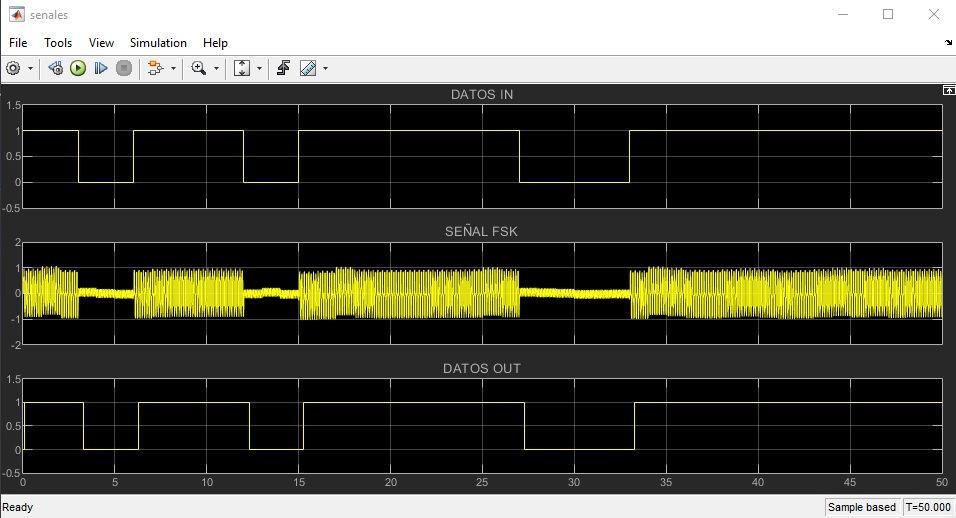 senales
File Tools View Simulation Help
DATOS IN
1.5
1
0.5
0
-0.5
SEÑAL FSK
2
1
0
-1
-2
DATOS OUT
1.5
1
0.5
0
-0.5
0 5 10 15 20 25 30 35 40 45 50
Ready Sample based T=50.000